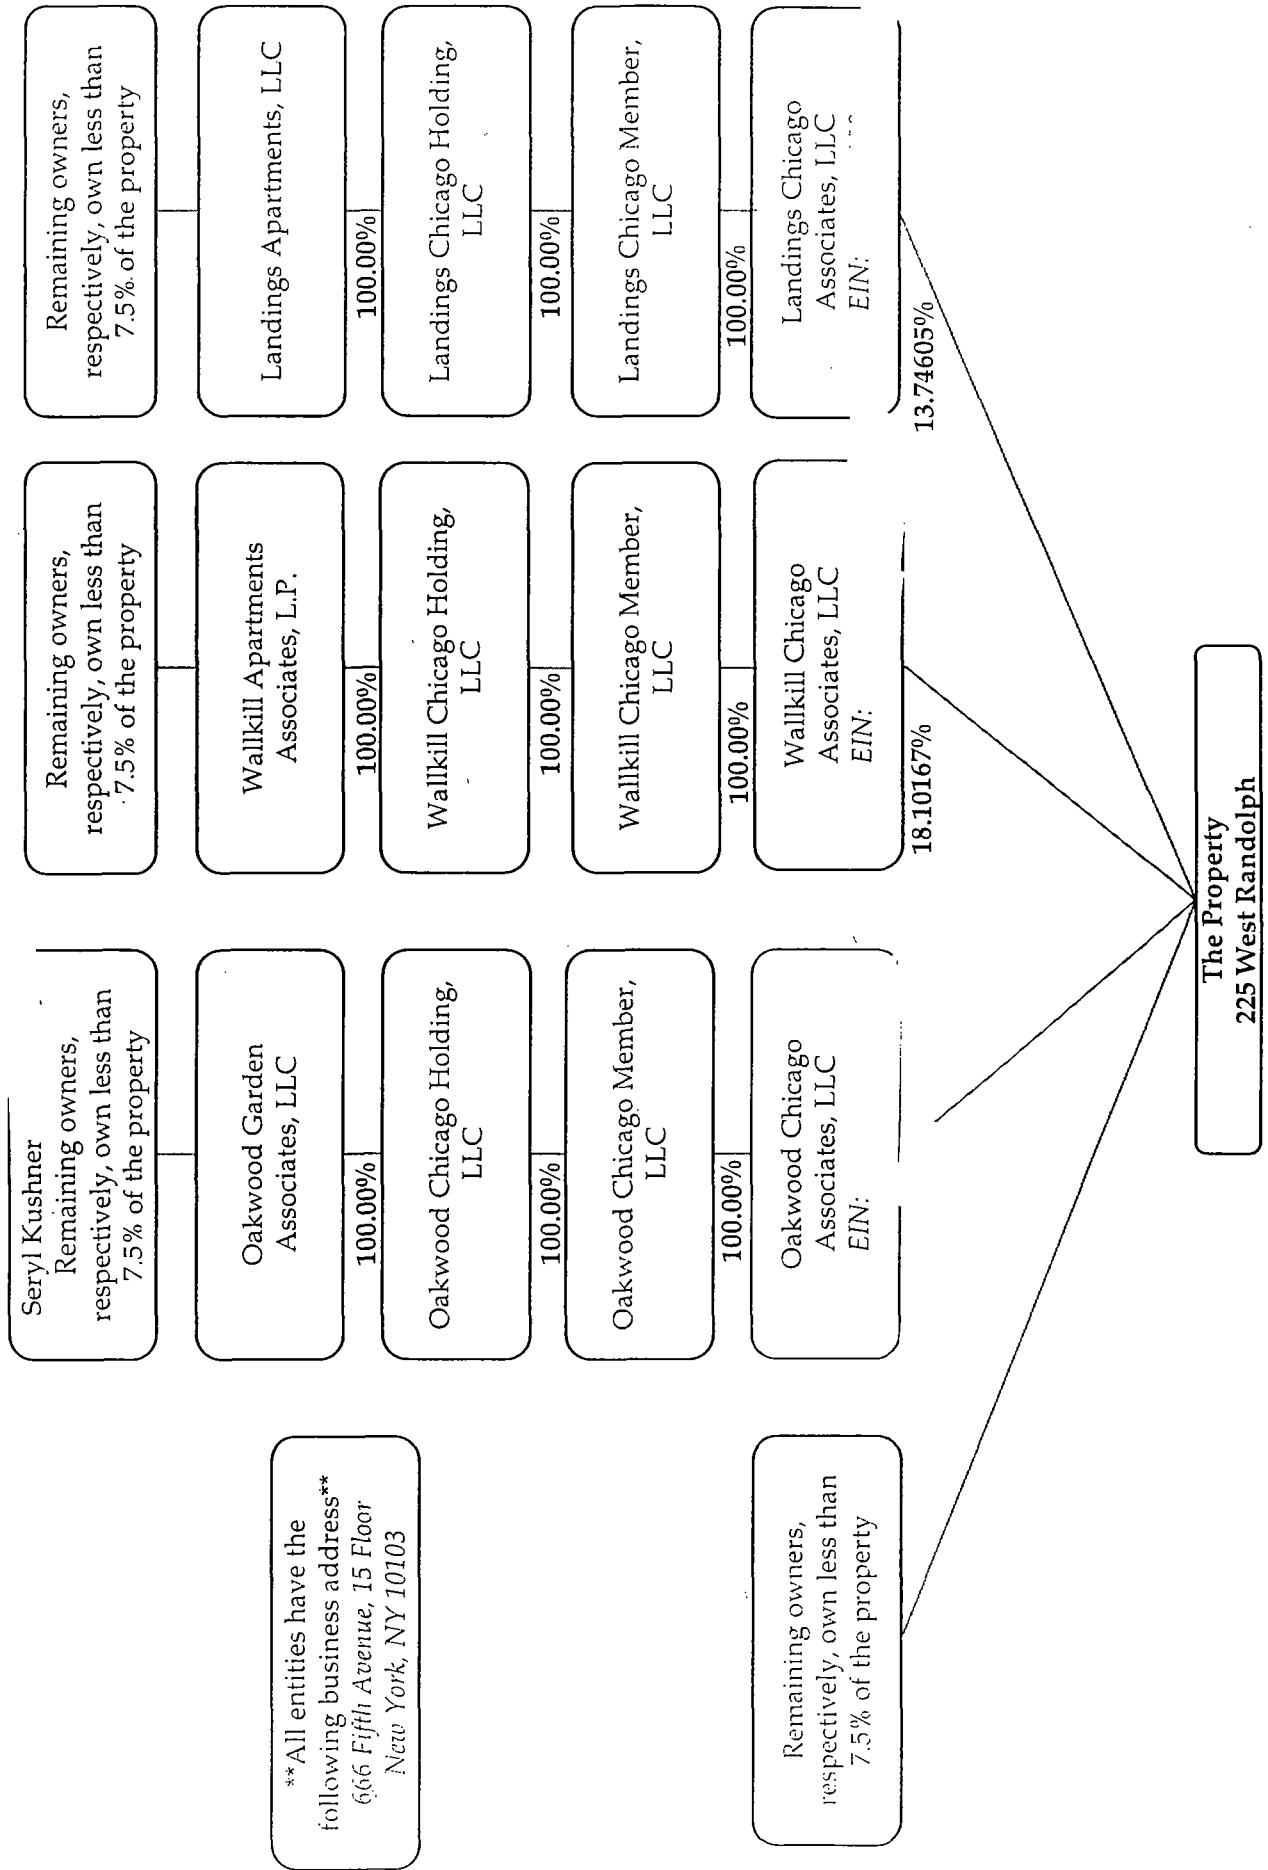 Seryl Kushner
Remaining owners,
respectively, own less than
7.5% of the property
Oakwood Garden
Associates, LLC
100.00%
Oakwood Chicago Holding,
LLC
100.00%
Oakwood Chicago Member,
LLC
100.00%
Oakwood Chicago
Associates, LLC
EIN:
Remaining owners,
respectively, own less than
7.5% of the property
Wallkill Apartments
Associates, L.P.
100.00%
Wallkill Chicago Holding,
LLC
100.00%
Wallkill Chicago Member,
LLC
100.00%
Wallkill Chicago
Associates, LLC
EIN:
18.10167%
Remaining owners,
respectively, own less than
7.5% of the property
Landings Apartments, LLC
100.00%
Landings Chicago Holding,
LLC
100.00%
Landings Chicago Member,
LLC
100.00%
Landings Chicago
Associates, LLC
EIN:
13.74605%
**All entities have the
following business address**
666 Fifth Avenue, 15 Floor
New York, NY 10103
Remaining owners,
respectively, own less than
7.5% of the property
The Property
225 West Randolph